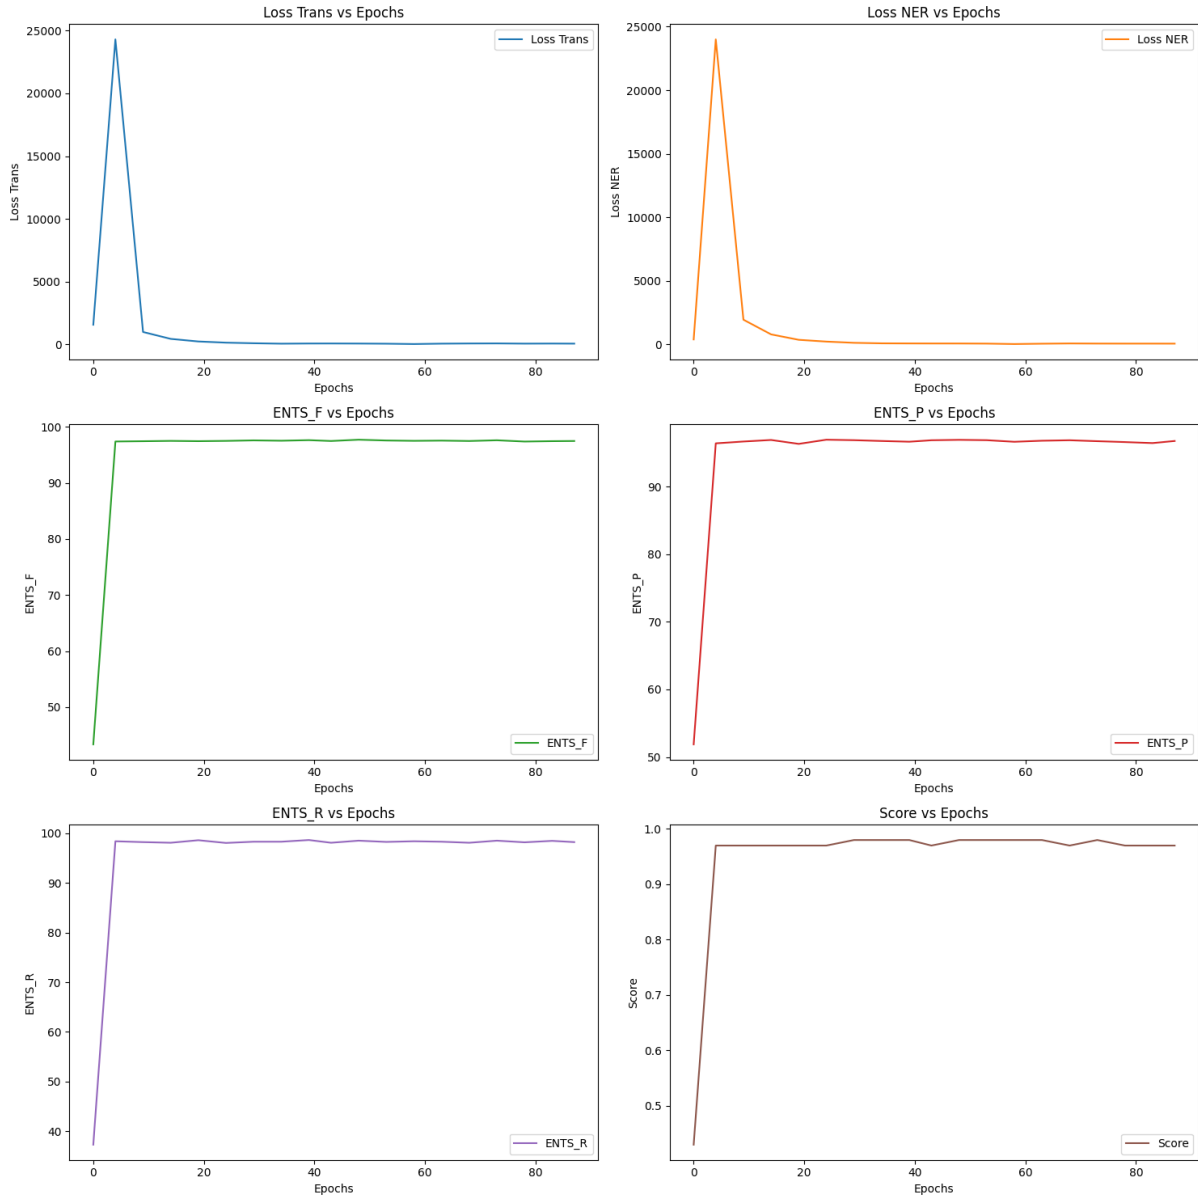 Loss Trans vs Epochs
Loss Trans
25000
20000
15000
10000
5000
0
Loss Trans
0 20 40 60 80
Epochs
Loss NER vs Epochs
Loss NER
25000
20000
15000
10000
5000
0
Loss NER
0 20 40 60 80
Epochs
ENTS_F vs Epochs
100
90
80
70
60
50
ENTS_F
ENTS_F
0 20 40 60 80
Epochs
ENTS_P vs Epochs
90
80
70
60
50
ENTS_P
ENTS_P
0 20 40 60 80
Epochs
ENTS_R vs Epochs
100
90
80
70
60
50
40
ENTS_R
ENTS_R
0 20 40 60 80
Epochs
Score vs Epochs
1.0
0.9
0.8
0.7
0.6
0.5
Score
Score
0 20 40 60 80
Epochs